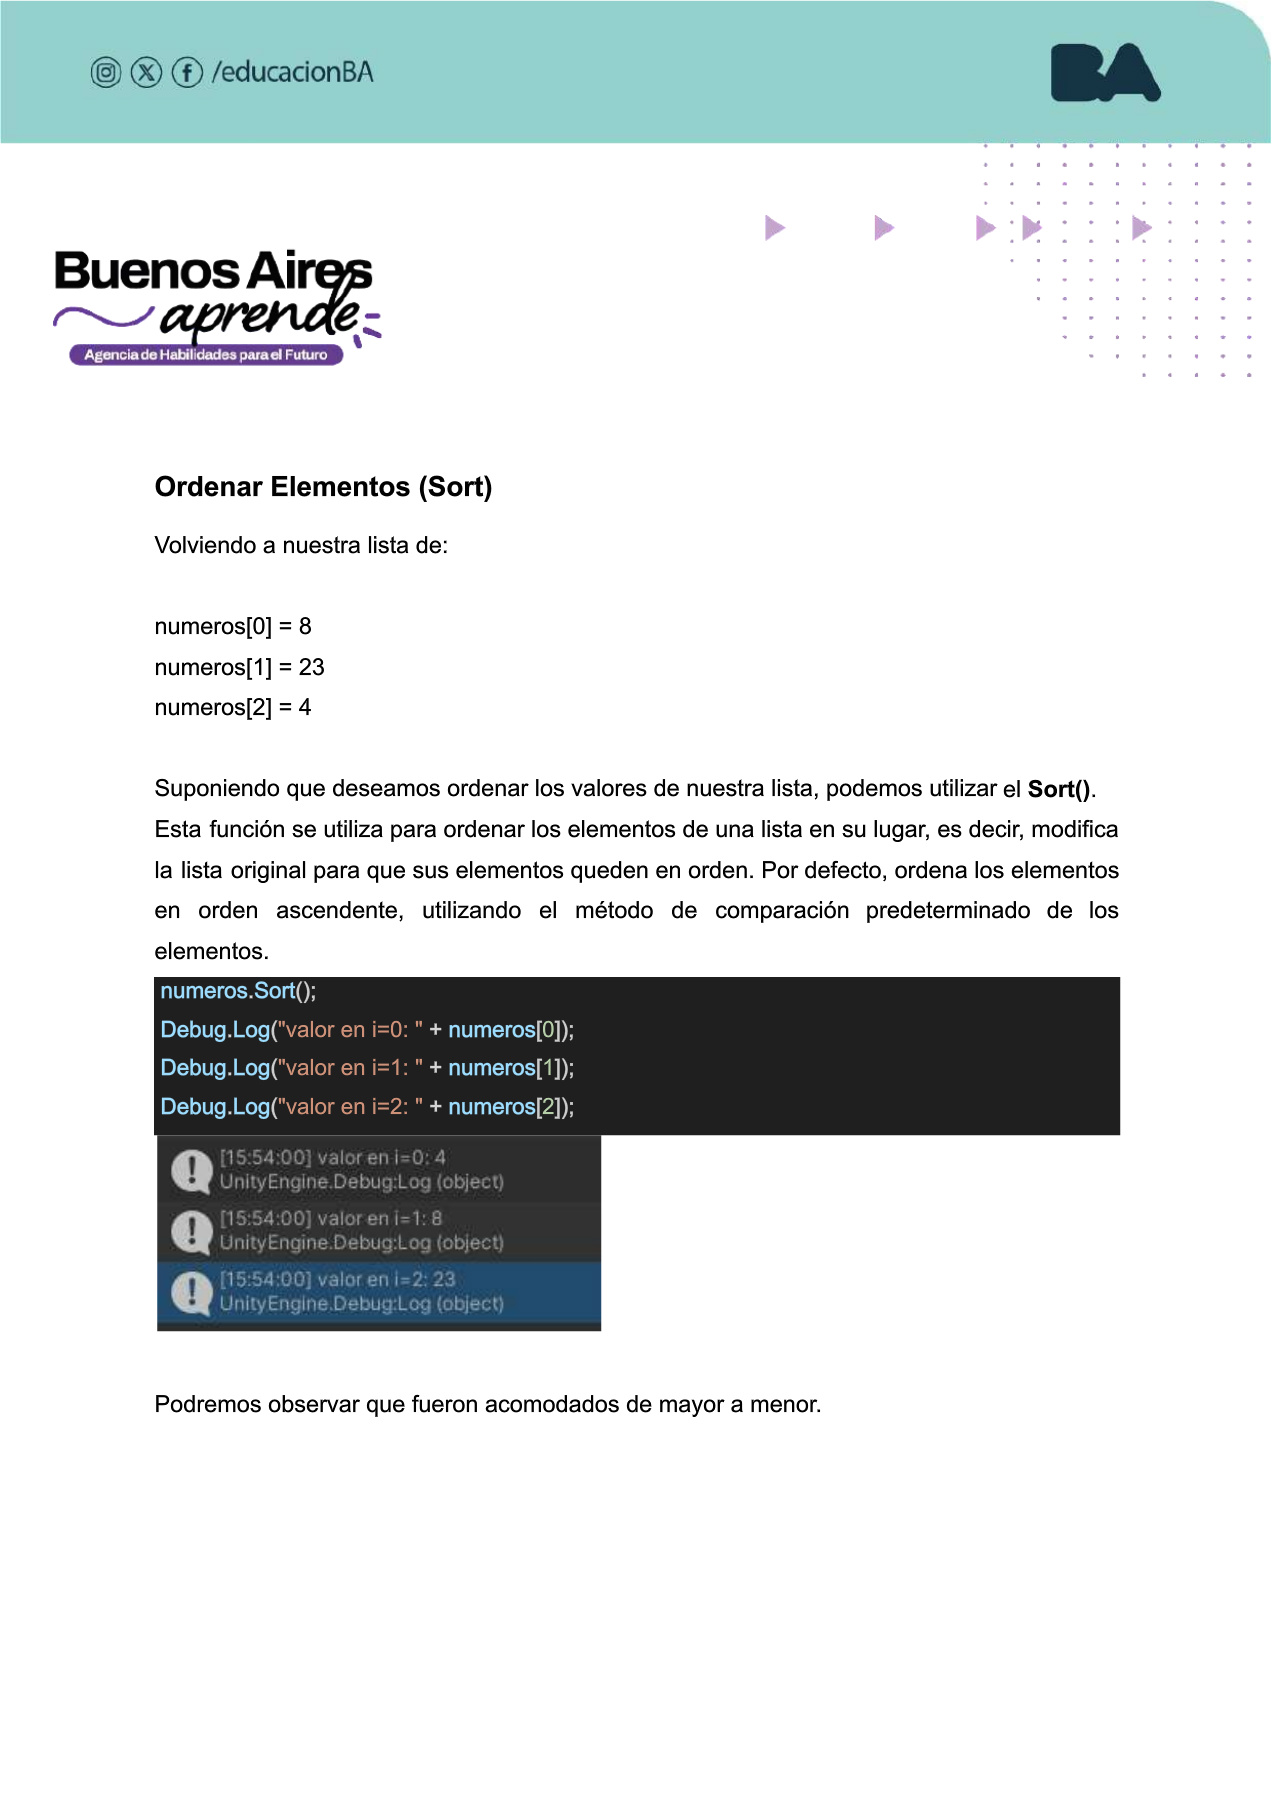 /educacionBA
BA
Buenos Aires
aprende
Agencia de Habilidades para el Futuro
Ordenar Elementos (Sort)
Volviendo a nuestra lista de:
numeros[0] = 8
numeros[1] = 23
numeros[2] = 4
Suponiendo que deseamos ordenar los valores de nuestra lista, podemos utilizar el Sort().
Esta función se utiliza para ordenar los elementos de una lista en su lugar, es decir, modifica
la lista original para que sus elementos queden en orden. Por defecto, ordena los elementos
en orden ascendente, utilizando el método de comparación predeterminado de los
elementos.
numeros.Sort();
Debug.Log("valor en i=0: " + numeros[0]);
Debug.Log("valor en i=1: " + numeros[1]);
Debug.Log("valor en i=2: " + numeros[2]);
[15:54:00] valor en i=0: 4
UnityEngine.Debug:Log (object)
[15:54:00] valor en i=1: 8
UnityEngine.Debug:Log (object)
[15:54:00] valor en i=2: 23
UnityEngine.Debug:Log (object)
Podremos observar que fueron acomodados de mayor a menor.